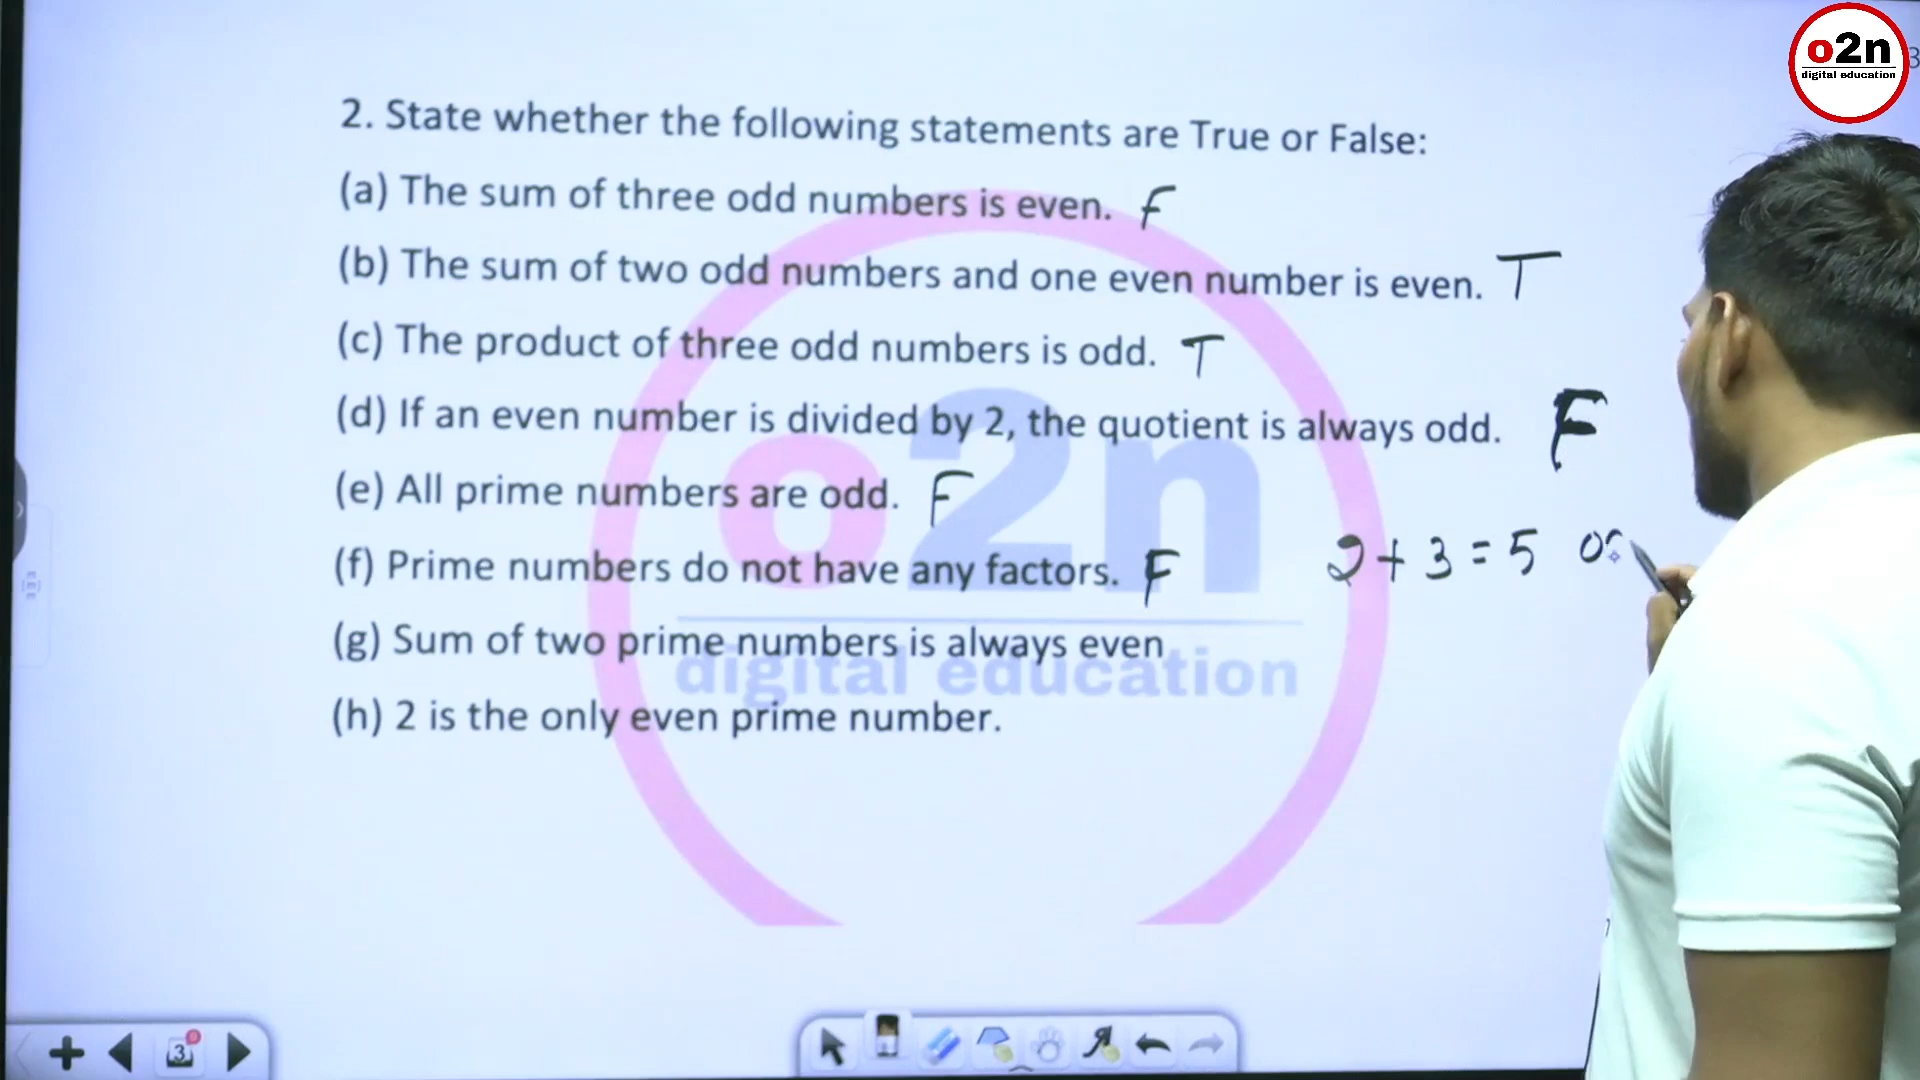 o2n
digital education
3
2. State whether the following statements are True or False:
(a) The sum of three odd numbers is even. F
(b) The sum of two odd numbers and one even number is even. T
(c) The product of three odd numbers is odd. T
(d) If an even number is divided by 2, the quotient is always odd. F
(e) All prime numbers are odd. F
(f) Prime numbers do not have any factors. F
2 + 3 = 5
(g) Sum of two prime numbers is always even
(h) 2 is the only even prime number.
o2n
digital education
3